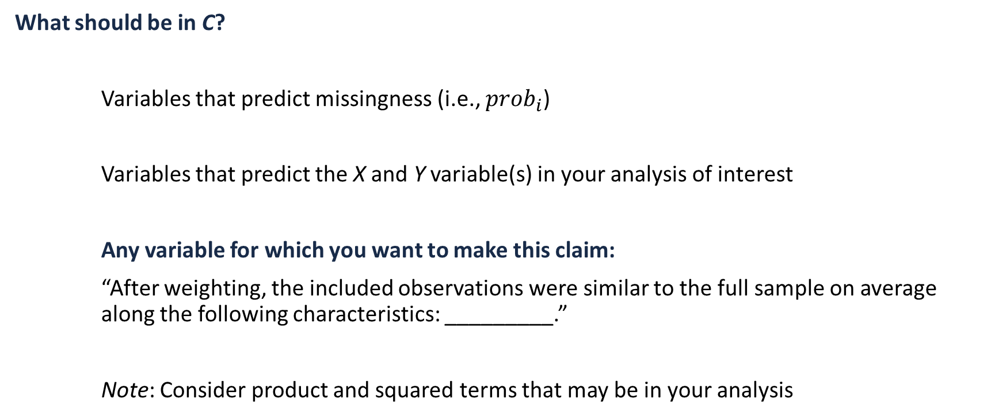 What should be in C?
Variables that predict missingness (i.e., probᵢ)
Variables that predict the X and Y variable(s) in your analysis of interest
Any variable for which you want to make this claim:
“After weighting, the included observations were similar to the full sample on average
along the following characteristics: _________.”
Note: Consider product and squared terms that may be in your analysis